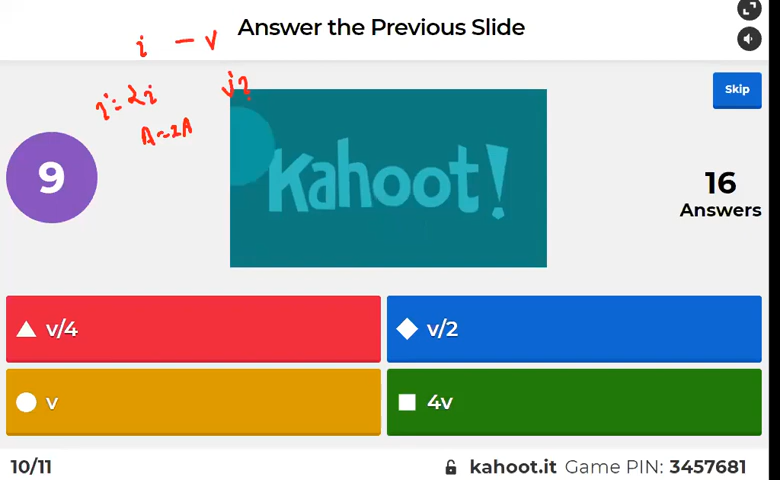 Answer the Previous Slide
i - v
i' = 2i
v?
A = 2A
Skip
9
Kahoot!
16
Answers
v/4
v/2
v
4v
10/11
kahoot.it Game PIN: 3457681